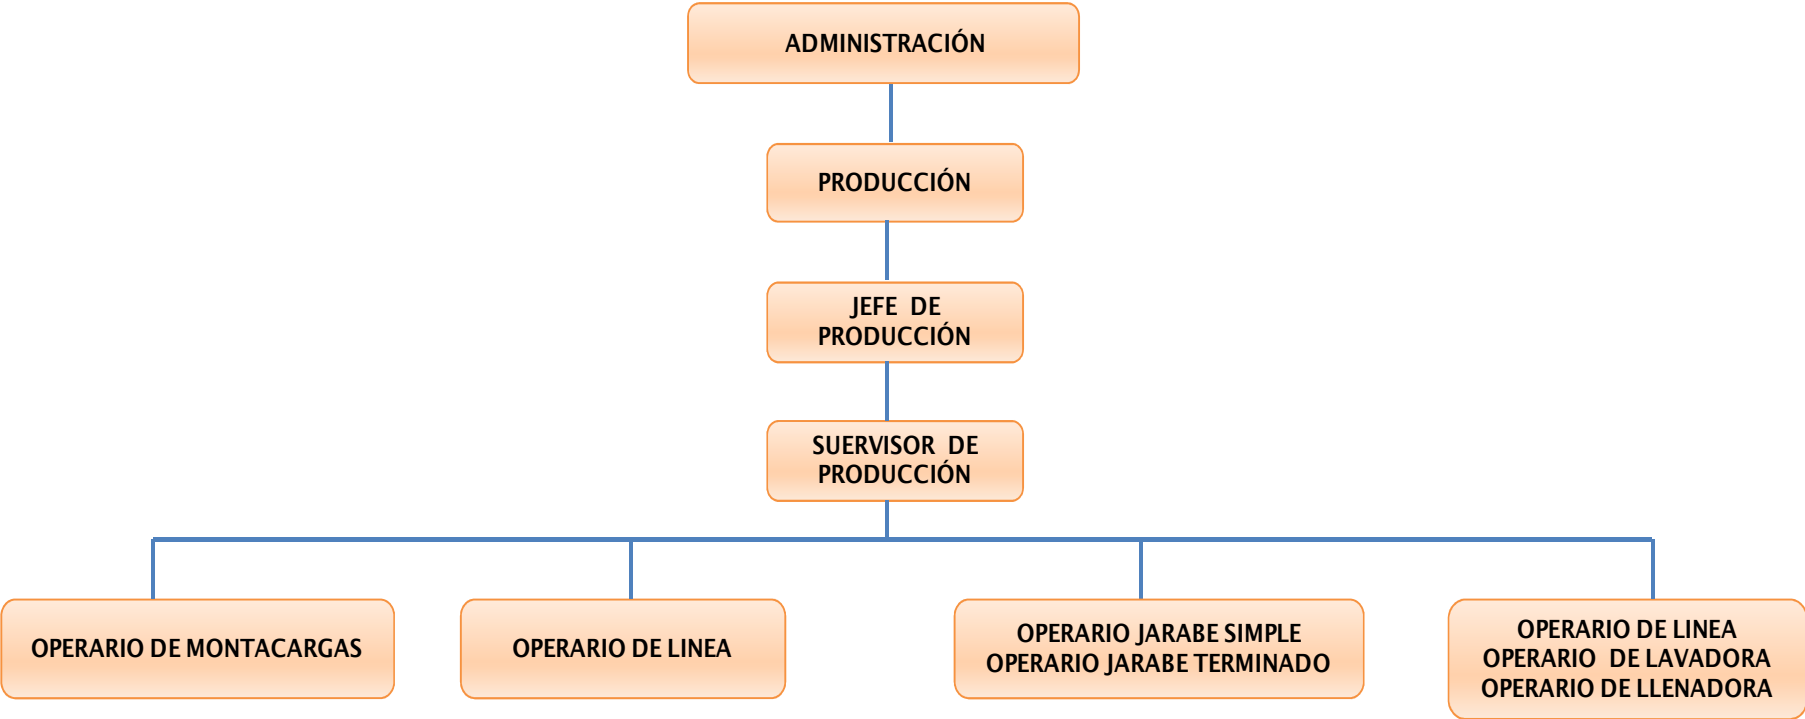 ADMINISTRACIÓN
PRODUCCIÓN
JEFE DE
PRODUCCIÓN
SUERVISOR DE
PRODUCCIÓN
OPERARIO DE MONTACARGAS
OPERARIO DE LINEA
OPERARIO JARABE SIMPLE
OPERARIO JARABE TERMINADO
OPERARIO DE LINEA
OPERARIO DE LAVADORA
OPERARIO DE LLENADORA